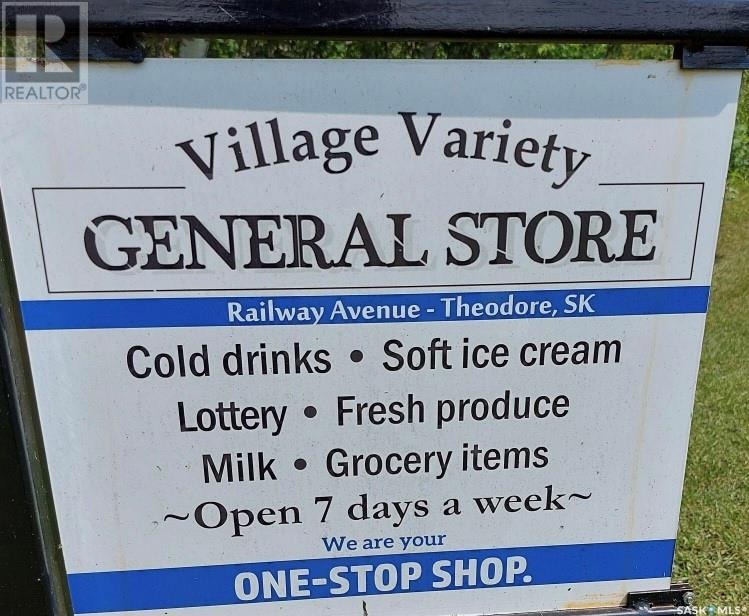 REALTOR®
Village Variety
GENERAL STORE
Railway Avenue - Theodore, SK
Cold drinks • Soft ice cream
Lottery • Fresh produce
Milk • Grocery items
~Open 7 days a week~
We are your
ONE-STOP SHOP.
SASK MLS